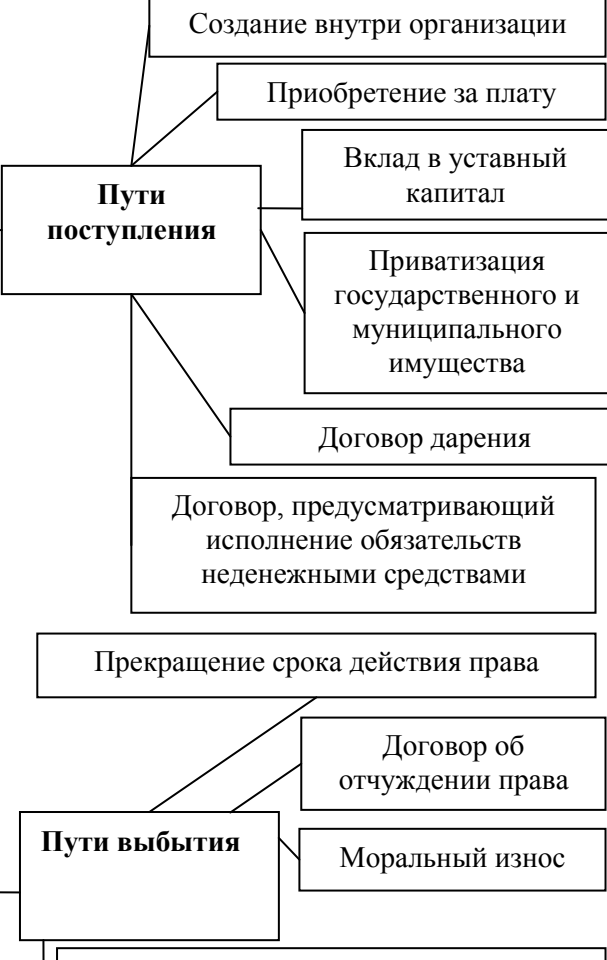 Создание внутри организации
Приобретение за плату
Вклад в уставный
капитал
Пути
поступления
Приватизация
государственного и
муниципального
имущества
Договор дарения
Договор, предусматривающий
исполнение обязательств
неденежными средствами
Прекращение срока действия права
Договор об
отчуждении права
Пути выбытия
Моральный износ